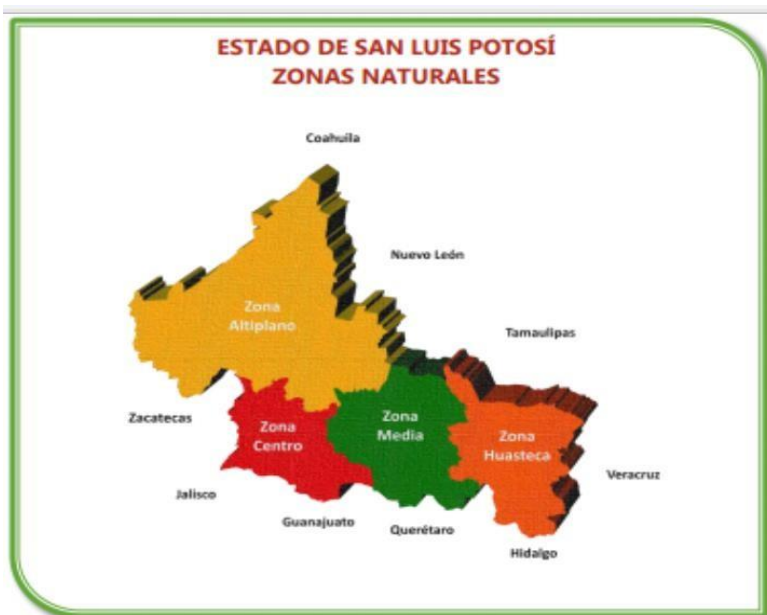 ESTADO DE SAN LUIS POTOSÍ
ZONAS NATURALES
Coahuila
Nuevo León
Zona
Altiplano
Tamaulipas
Zacatecas
Zona
Centro
Zona
Media
Zona
Huasteca
Veracruz
Jalisco
Guanajuato
Querétaro
Hidalgo